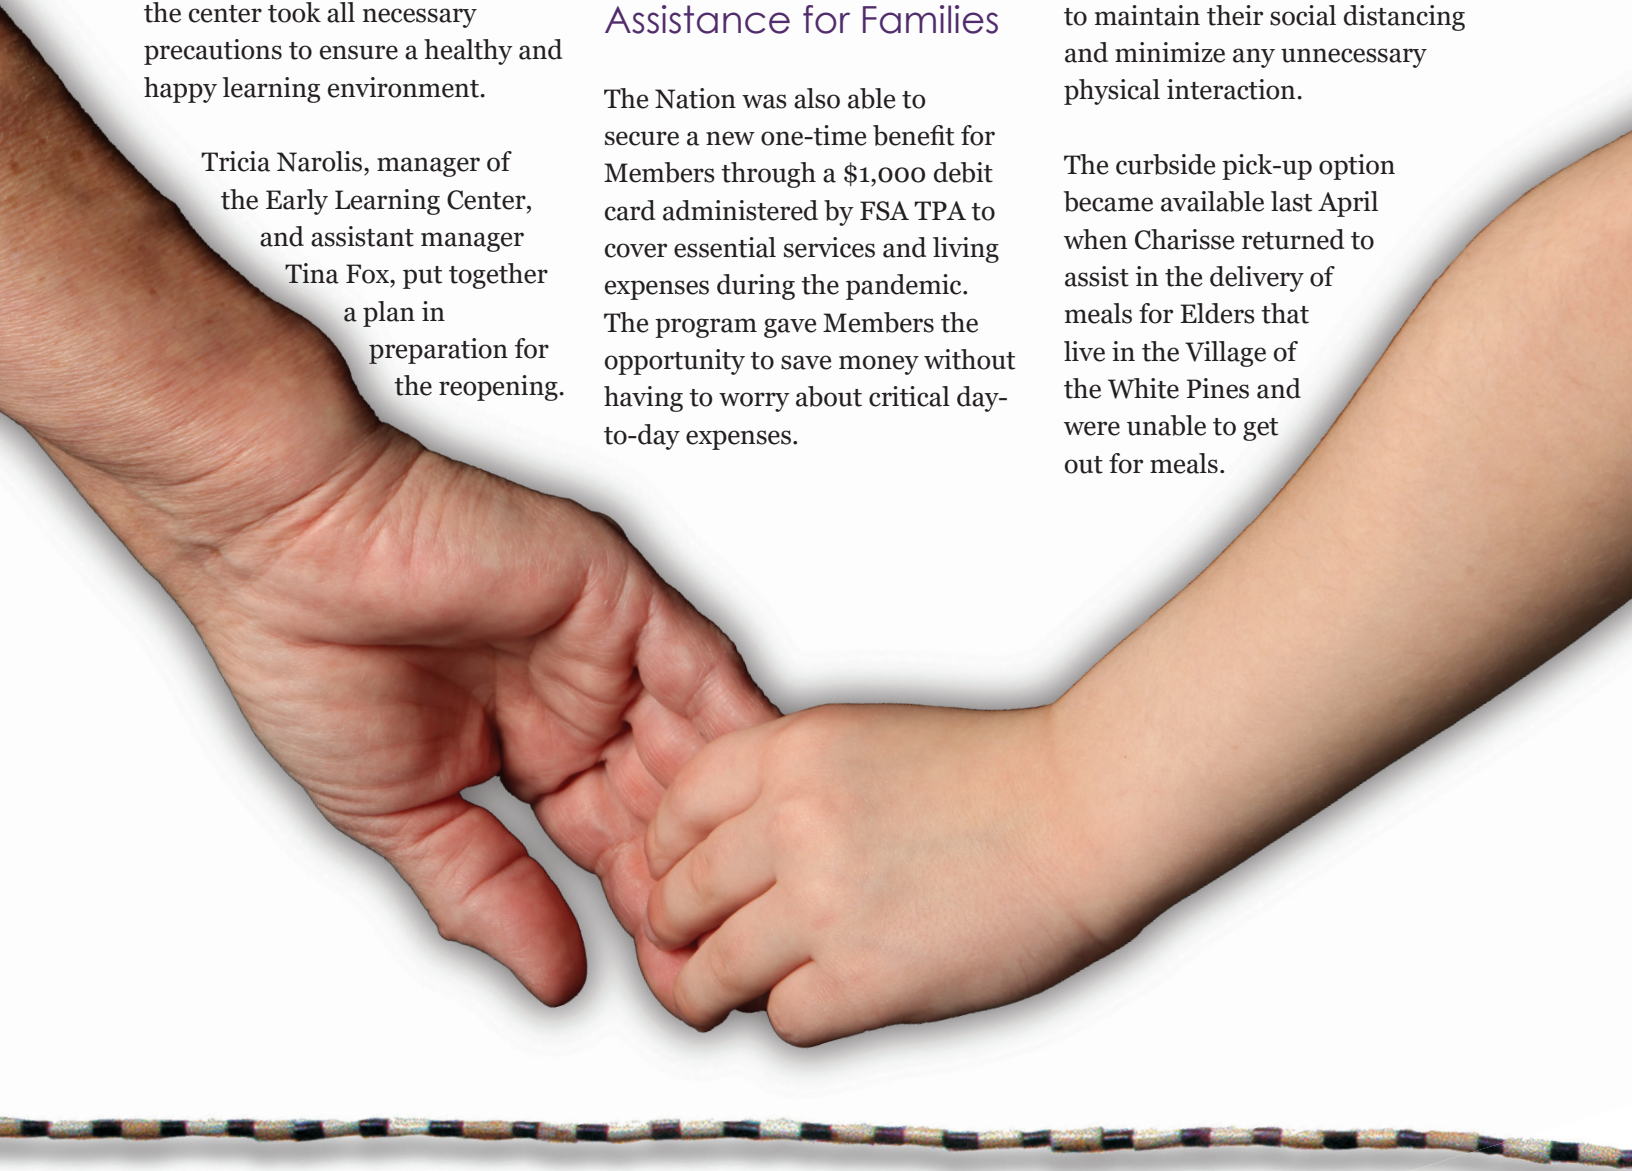 the center took all necessary
precautions to ensure a healthy and
happy learning environment.
Tricia Narolis, manager of
the Early Learning Center,
and assistant manager
Tina Fox, put together
a plan in
preparation for
the reopening.
Assistance for Families
The Nation was also able to
secure a new one-time benefit for
Members through a $1,000 debit
card administered by FSA TPA to
cover essential services and living
expenses during the pandemic.
The program gave Members the
opportunity to save money without
having to worry about critical day-
to-day expenses.
to maintain their social distancing
and minimize any unnecessary
physical interaction.
The curbside pick-up option
became available last April
when Charisse returned to
assist in the delivery of
meals for Elders that
live in the Village of
the White Pines and
were unable to get
out for meals.